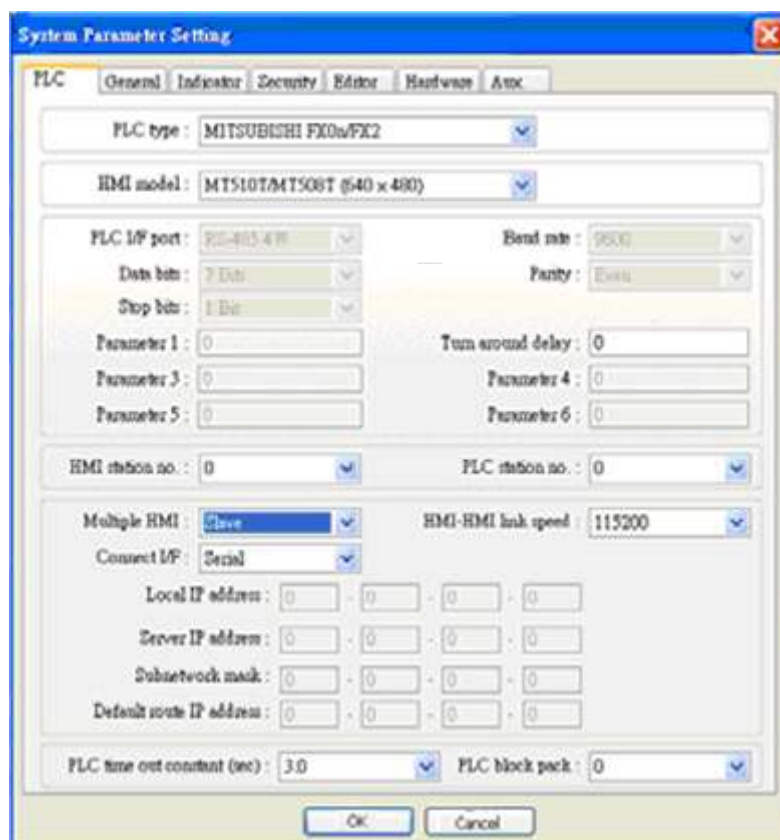 System Parameter Setting
PLC General Indicator Security Editor Hardware Aux.
PLC type : MITSUBISHI FX0n/FX2
HMI model : MT510T/MT508T (640 x 480)
PLC I/F port : RS-485 4W Baud rate : 9600
Data bits : 7 Bits Parity : Even
Stop bits : 1 Bit
Parameter 1 : 0 Turn around delay : 0
Parameter 3 : 0 Parameter 4 : 0
Parameter 5 : 0 Parameter 6 : 0
HMI station no. : 0 PLC station no. : 0
Multiple HMI : Slave HMI-HMI link speed : 115200
Connect I/F : Serial
Local IP address : 0 - 0 - 0 - 0
Server IP address : 0 - 0 - 0 - 0
Subnetwork mask : 0 - 0 - 0 - 0
Default route IP address : 0 - 0 - 0 - 0
PLC time out constant (sec) : 3.0 PLC block pack : 0
OK Cancel